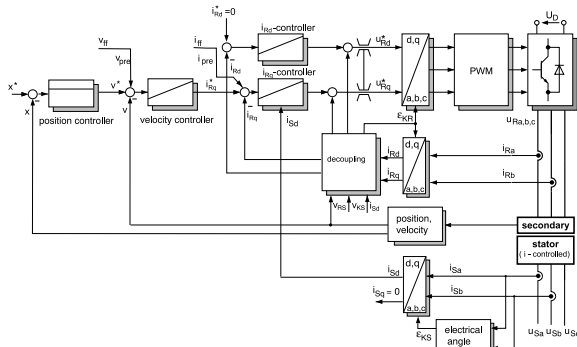 i*Rd = 0
iRd-controller
UD
vff
vpre
iff
ipre
iRd
u*Rd
d,q
a,b,c
PWM
x*
x
position controller
v*
v
velocity controller
i*Rq
iRq-controller
iRq
iSd
u*Rq
εKR
uRa,b,c
decoupling
iRd
iRq
d,q
a,b,c
iRa
iRb
vRS
vKS
iSd
position,
velocity
secondary
stator
( i - controlled)
iSd
iSq = 0
d,q
a,b,c
iSa
iSb
εKS
electrical
angle
uSa
uSb
uSc